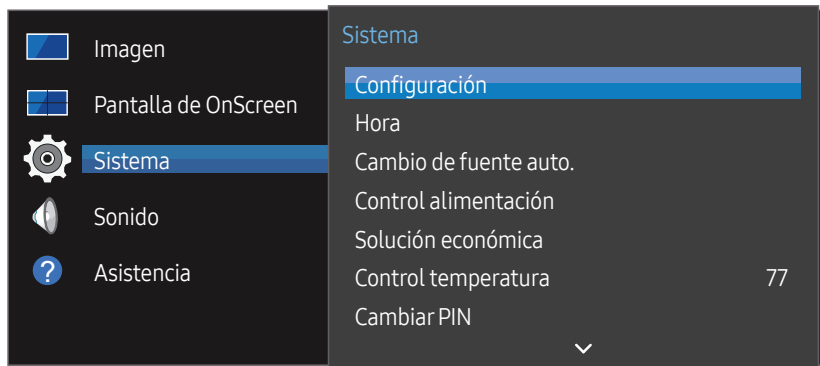 Imagen
Pantalla de OnScreen
Sistema
Sonido
Asistencia
Sistema
Configuración
Hora
Cambio de fuente auto.
Control alimentación
Solución económica
Control temperatura 77
Cambiar PIN